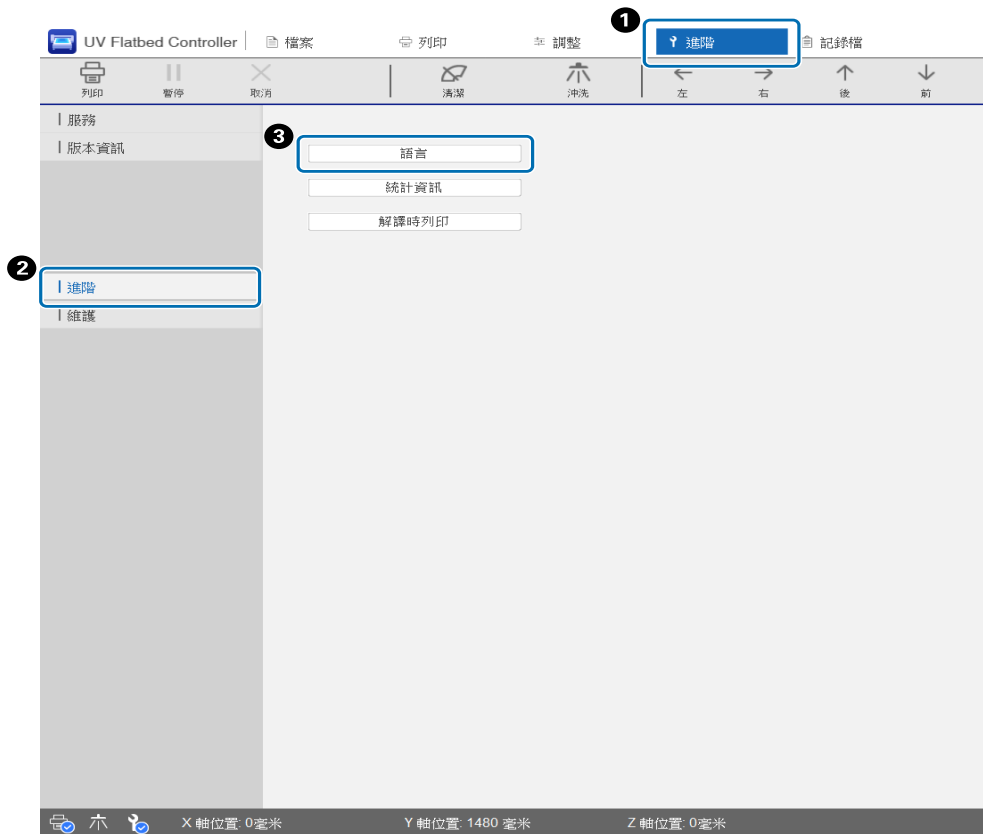 ❶
UV Flatbed Controller 檔案 列印 調整 進階 記錄檔
列印 暫停 取消 清潔 沖洗 左 右 後 前
服務
版本資訊
❸
語言
統計資訊
解譯時列印
❷
進階
維護
X 軸位置: 0毫米 Y 軸位置: 1480 毫米 Z 軸位置: 0毫米